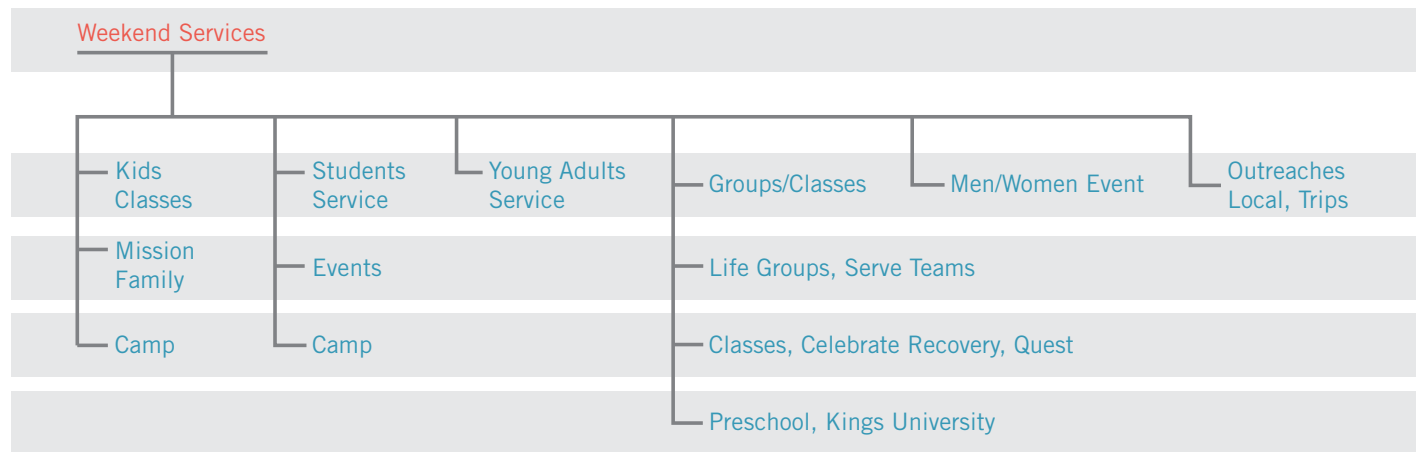 Weekend Services
Kids
Classes
Students
Service
Young Adults
Service
Groups/Classes
Men/Women Event
Outreaches
Local, Trips
Mission
Family
Events
Life Groups, Serve Teams
Camp
Camp
Classes, Celebrate Recovery, Quest
Preschool, Kings University